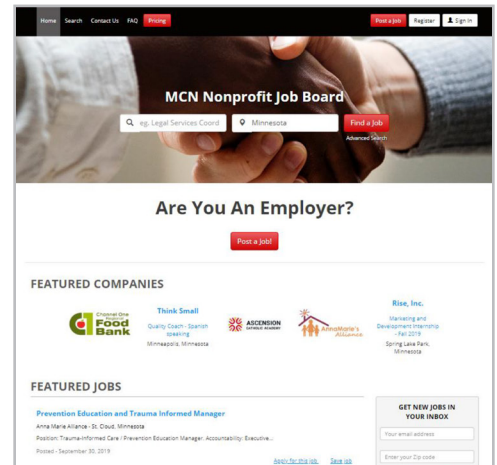 Home Search Contact Us FAQ Pricing Post a Job Register Sign In
MCN Nonprofit Job Board
eg. Legal Services Coord Minnesota Find a Job
Advanced Search
Are You An Employer?
Post a Job!
FEATURED COMPANIES
Channel One
Regional
Food
Bank
Think Small
Quality Coach - Spanish
speaking
Minneapolis, Minnesota
ASCENSION
CATHOLIC ACADEMY
AnnaMarie's
Alliance
Rise, Inc.
Marketing and
Development Internship
- Fall 2019
Spring Lake Park,
Minnesota
FEATURED JOBS
Prevention Education and Trauma Informed Manager
Anna Marie Alliance - St. Cloud, Minnesota
Position: Trauma-Informed Care / Prevention Education Manager. Accountability: Executive...
Posted - September 30, 2019
Apply for this job Save job
GET NEW JOBS IN
YOUR INBOX
Your email address
Enter your Zip code